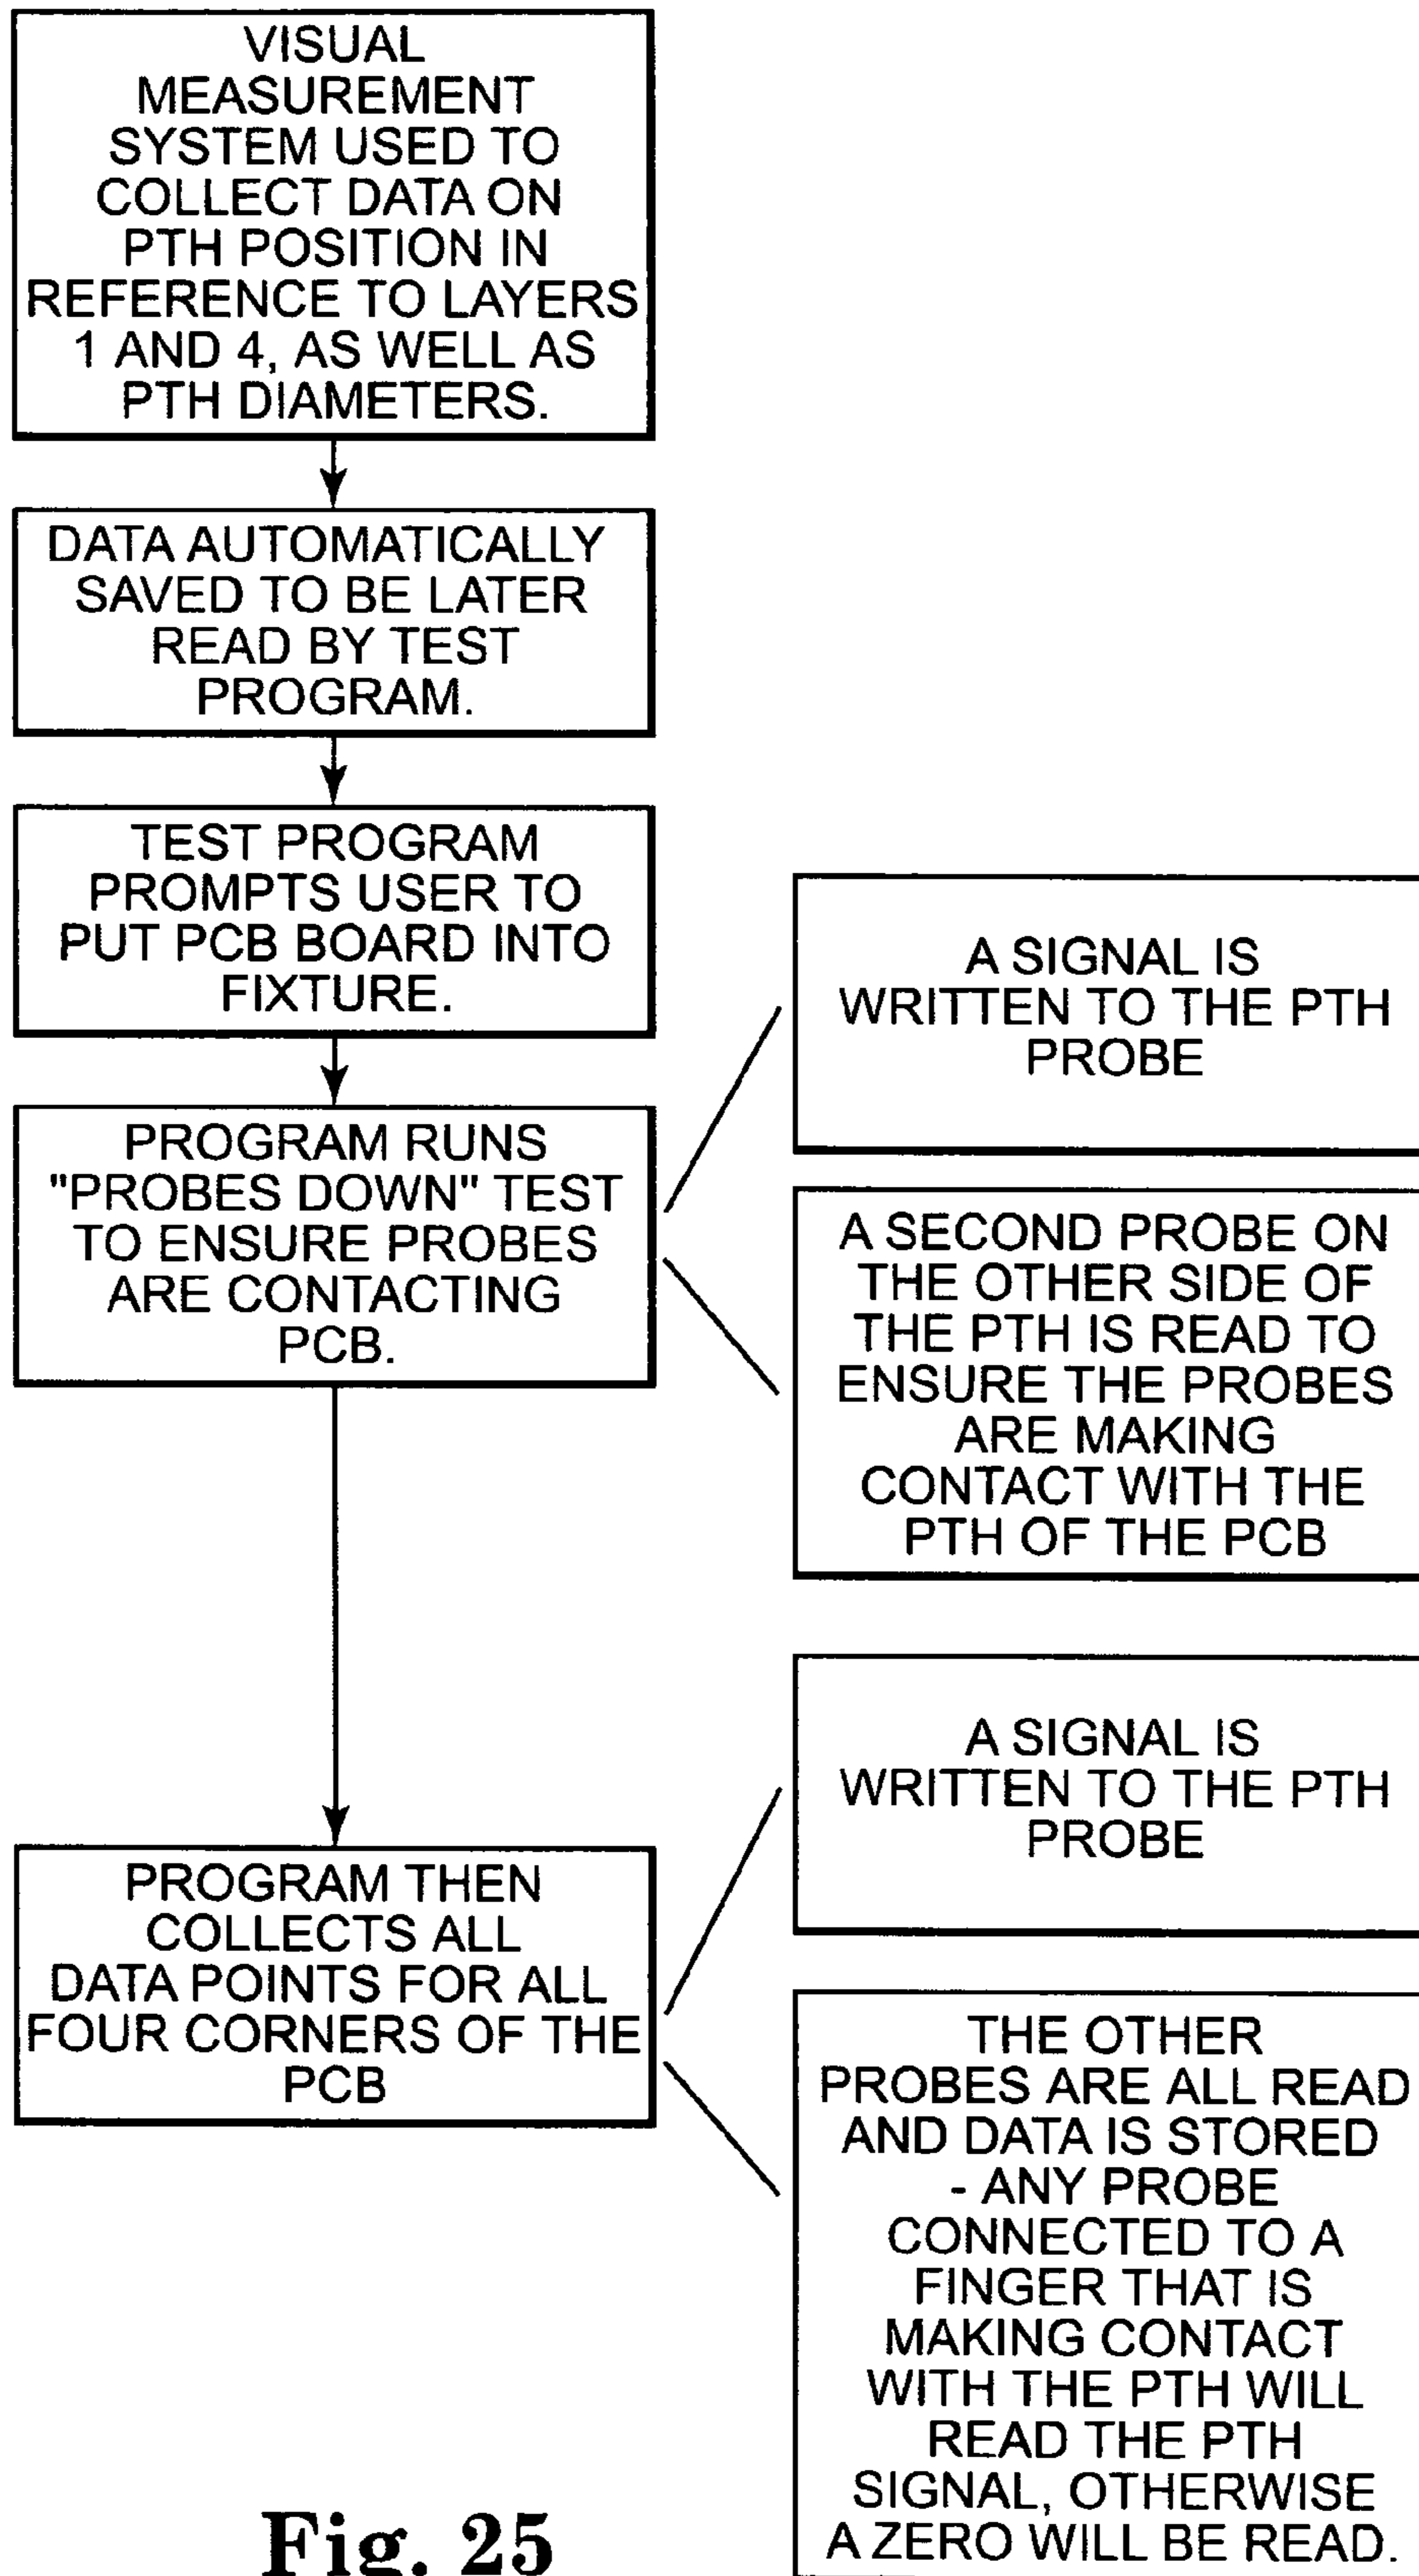 VISUAL
MEASUREMENT
SYSTEM USED TO
COLLECT DATA ON
PTH POSITION IN
REFERENCE TO LAYERS
1 AND 4, AS WELL AS
PTH DIAMETERS.
DATA AUTOMATICALLY
SAVED TO BE LATER
READ BY TEST
PROGRAM.
TEST PROGRAM
PROMPTS USER TO
PUT PCB BOARD INTO
FIXTURE.
PROGRAM RUNS
"PROBES DOWN" TEST
TO ENSURE PROBES
ARE CONTACTING
PCB.
A SIGNAL IS
WRITTEN TO THE PTH
PROBE
A SECOND PROBE ON
THE OTHER SIDE OF
THE PTH IS READ TO
ENSURE THE PROBES
ARE MAKING
CONTACT WITH THE
PTH OF THE PCB
PROGRAM THEN
COLLECTS ALL
DATA POINTS FOR ALL
FOUR CORNERS OF THE
PCB
A SIGNAL IS
WRITTEN TO THE PTH
PROBE
THE OTHER
PROBES ARE ALL READ
AND DATA IS STORED
- ANY PROBE
CONNECTED TO A
FINGER THAT IS
MAKING CONTACT
WITH THE PTH WILL
READ THE PTH
SIGNAL, OTHERWISE
A ZERO WILL BE READ.
Fig. 25